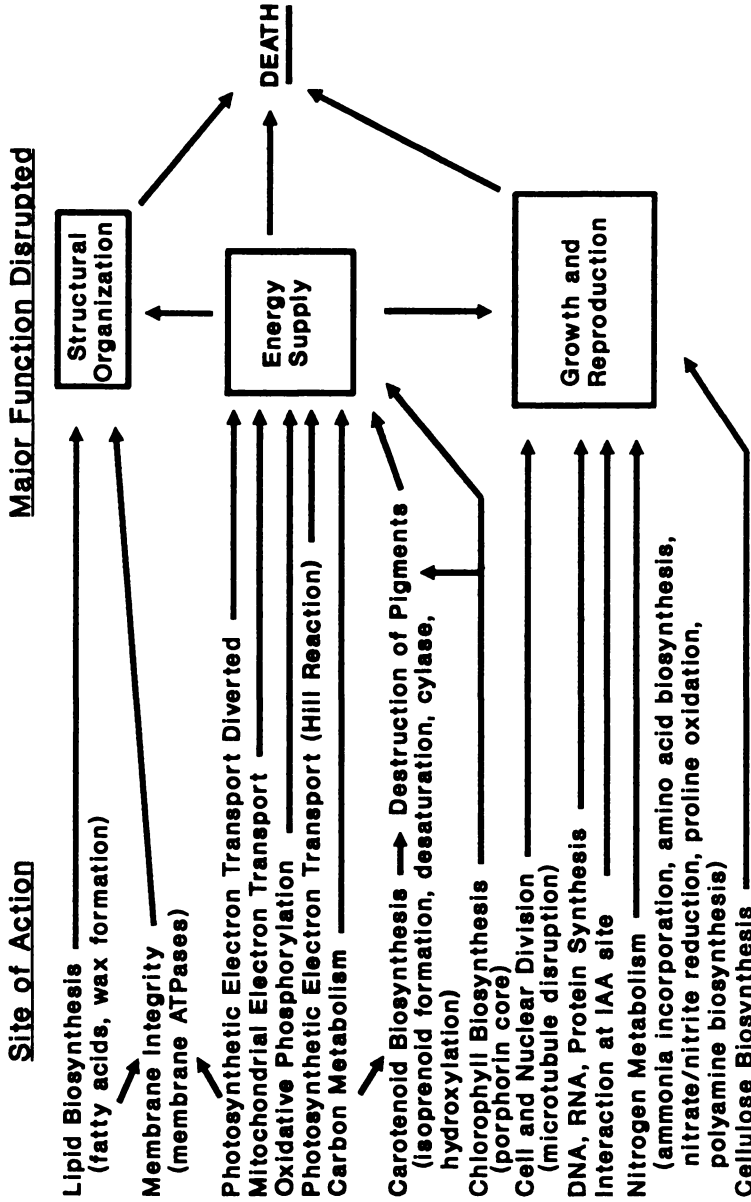 Site of Action
Major Function Disrupted
Lipid Biosynthesis
(fatty acids, wax formation)
Membrane Integrity
(membrane ATPases)
Photosynthetic Electron Transport Diverted
Mitochondrial Electron Transport
Oxidative Phosphorylation
Photosynthetic Electron Transport (Hill Reaction)
Carbon Metabolism
Carotenoid Biosynthesis
Destruction of Pigments
(isoprenoid formation, desaturation, cylase,
hydroxylation)
Chlorophyll Biosynthesis
(porphorin core)
Cell and Nuclear Division
(microtubule disruption)
DNA, RNA, Protein Synthesis
Interaction at IAA site
Nitrogen Metabolism
(ammonia incorporation, amino acid biosynthesis,
nitrate/nitrite reduction, proline oxidation,
polyamine biosynthesis)
Cellulose Biosynthesis
Structural
Organization
Energy
Supply
Growth and
Reproduction
DEATH